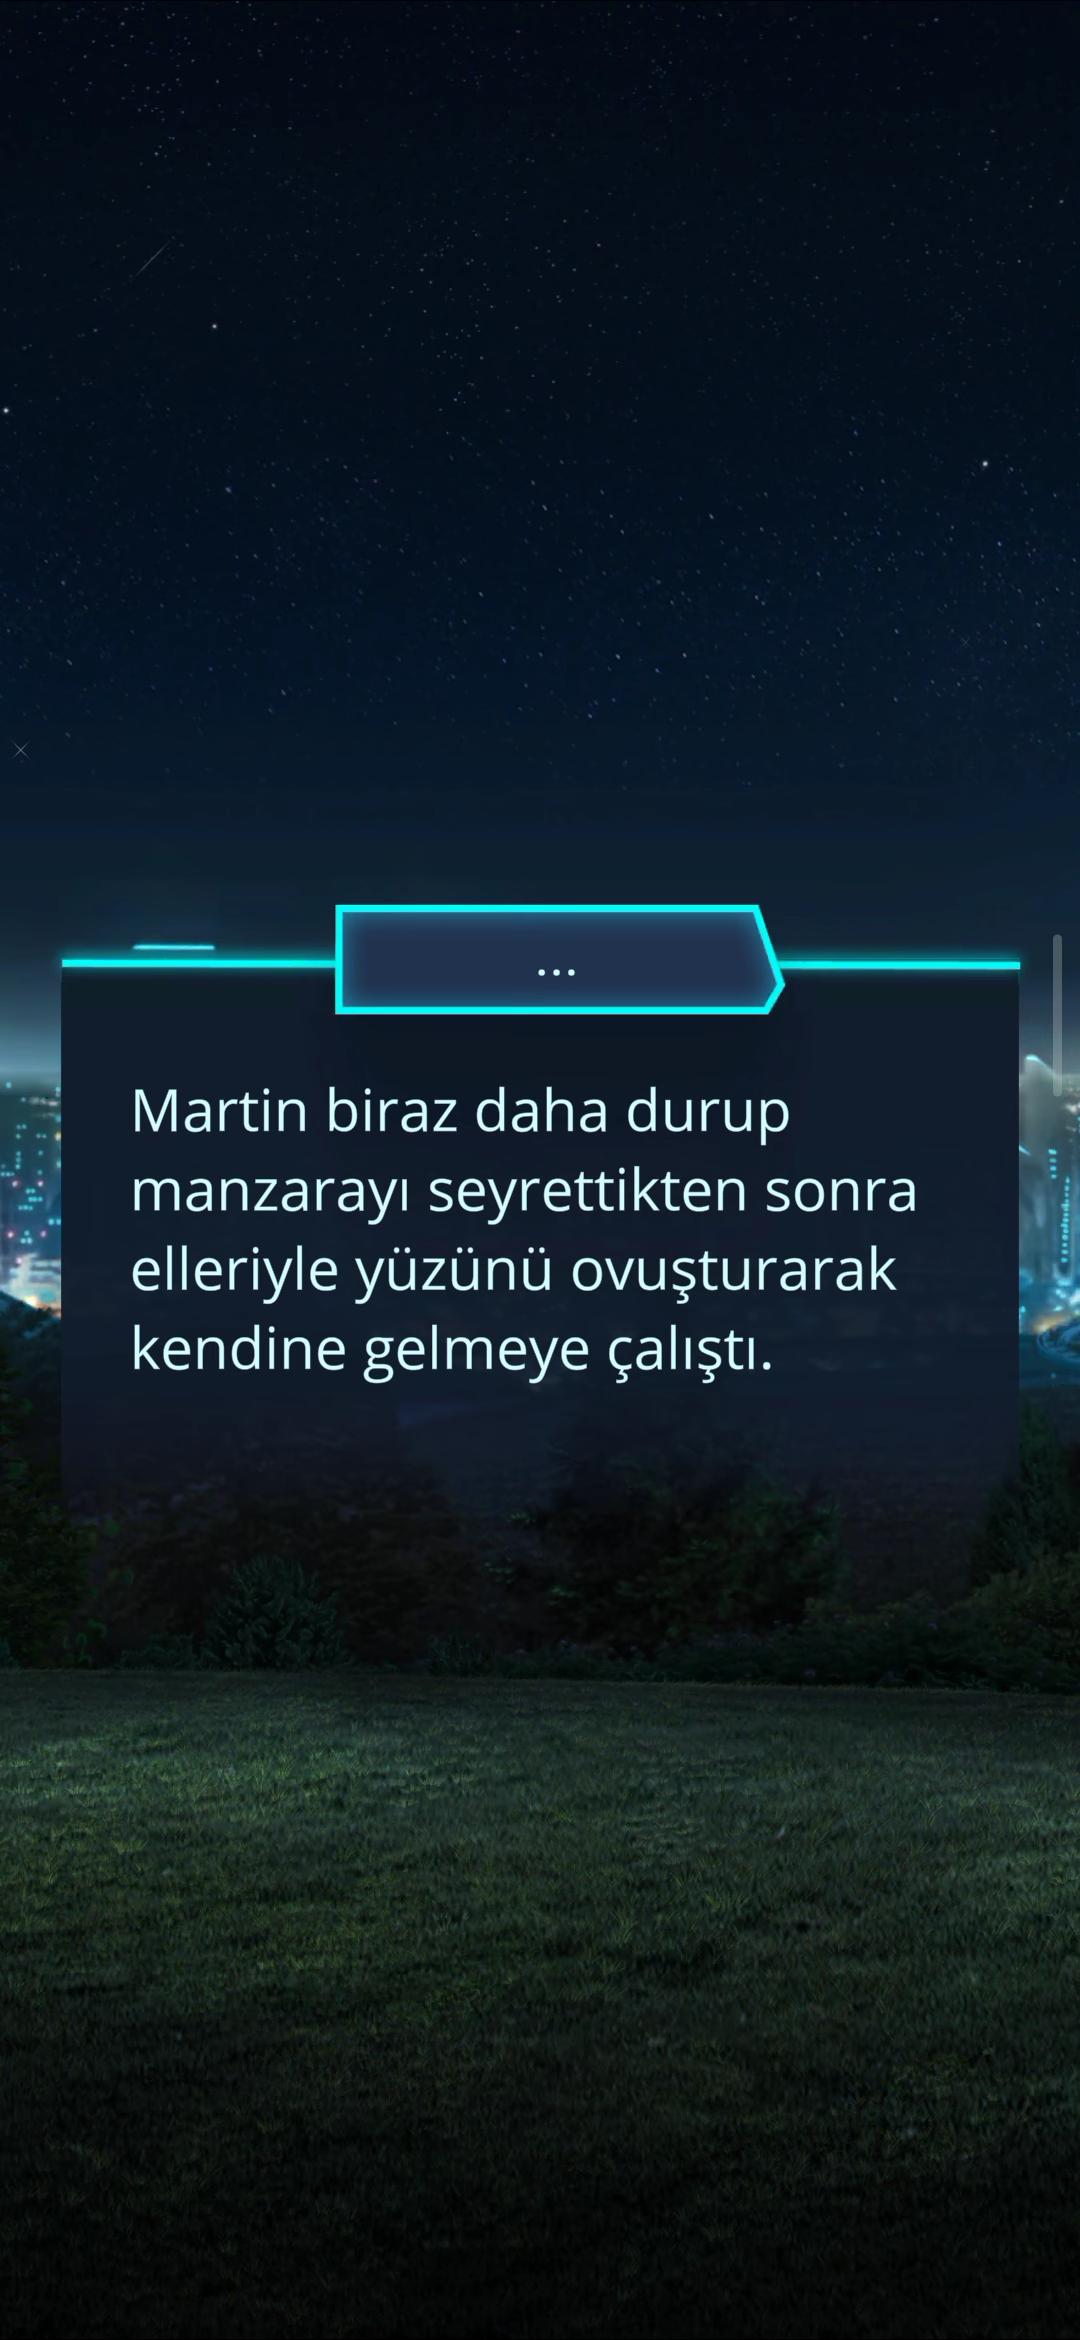 ...
Martin biraz daha durup
manzarayı seyrettikten sonra
elleriyle yüzünü ovuşturarak
kendine gelmeye çalıştı.